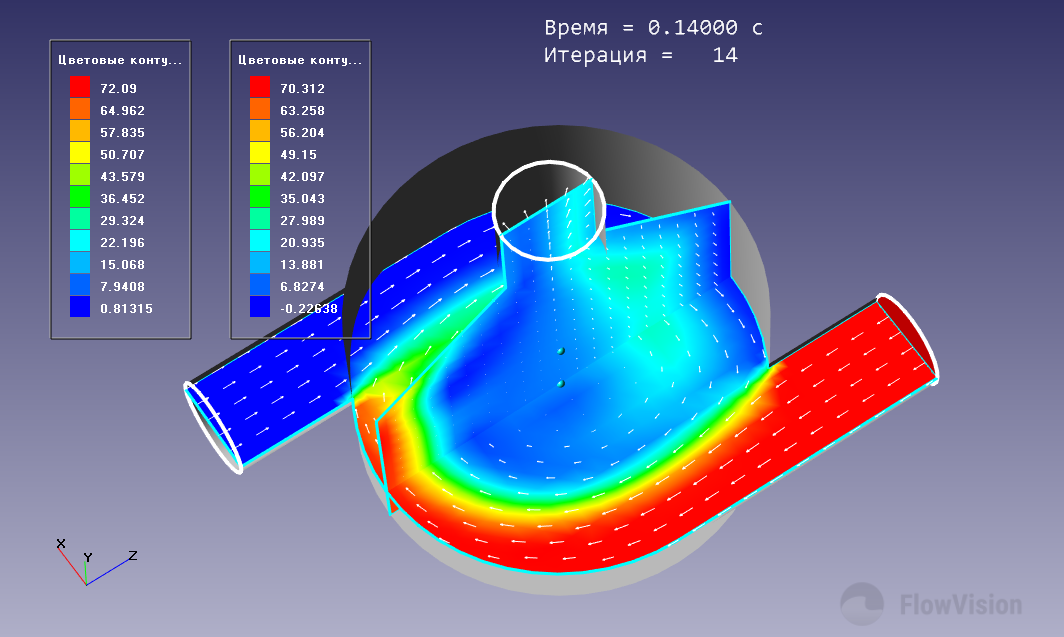 Время = 0.14000 с
Итерация = 14
Цветовые конту...
72.09
64.962
57.835
50.707
43.579
36.452
29.324
22.196
15.068
7.9408
0.81315
Цветовые конту...
70.312
63.258
56.204
49.15
42.097
35.043
27.989
20.935
13.881
6.8274
-0.22638
X
Y
Z
FlowVision